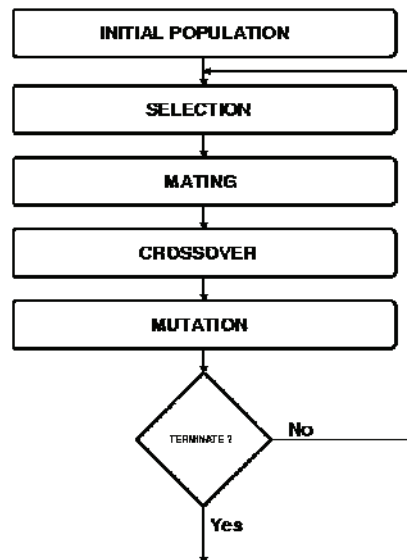 INITIAL POPULATION
SELECTION
MATING
CROSSOVER
MUTATION
TERMINATE ?
No
Yes